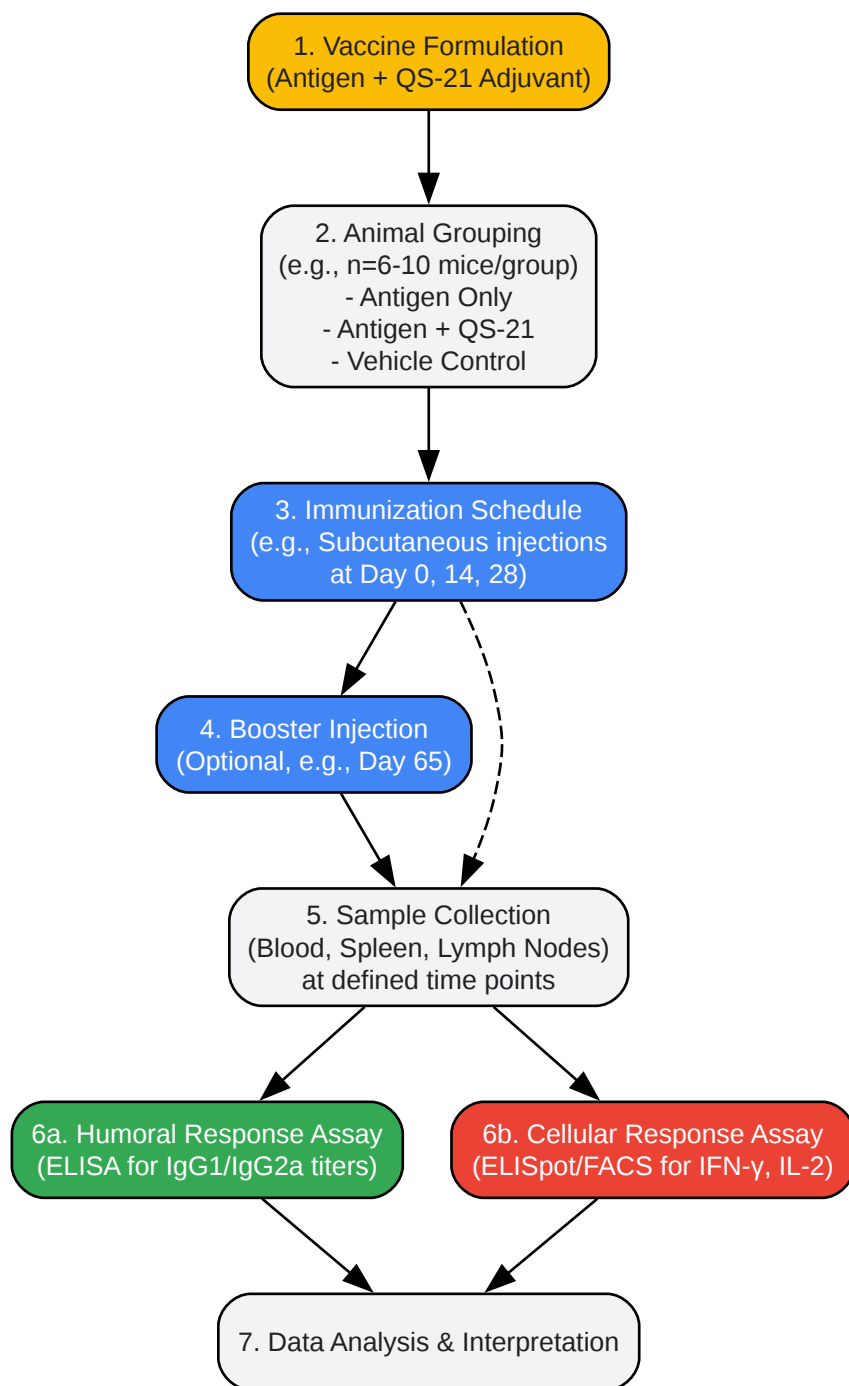 1. Vaccine Formulation
(Antigen + QS-21 Adjuvant)
2. Animal Grouping
(e.g., n=6-10 mice/group)
- Antigen Only
- Antigen + QS-21
- Vehicle Control
3. Immunization Schedule
(e.g., Subcutaneous injections
at Day 0, 14, 28)
4. Booster Injection
(Optional, e.g., Day 65)
5. Sample Collection
(Blood, Spleen, Lymph Nodes)
at defined time points
6a. Humoral Response Assay
(ELISA for IgG1/IgG2a titers)
6b. Cellular Response Assay
(ELISpot/FACS for IFN-γ, IL-2)
7. Data Analysis & Interpretation